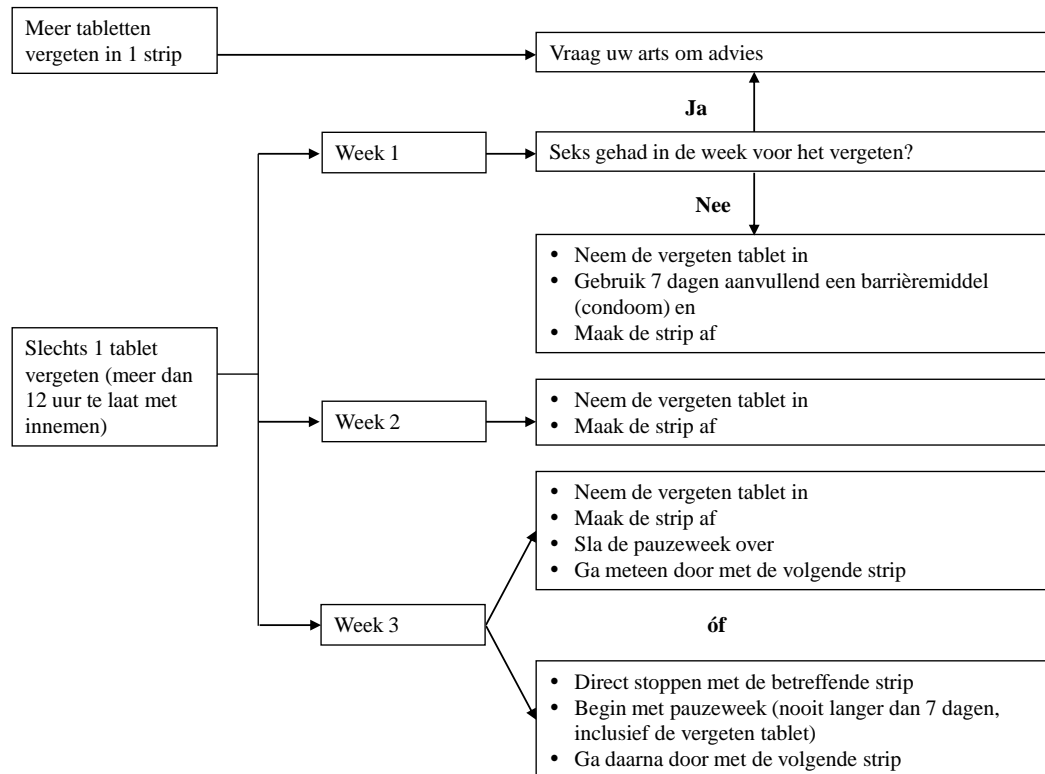 Meer tabletten
vergeten in 1 strip
Vraag uw arts om advies
Ja
Week 1
Seks gehad in de week voor het vergeten?
Nee
• Neem de vergeten tablet in
• Gebruik 7 dagen aanvullend een barrièremiddel
(condoom) en
• Maak de strip af
Slechts 1 tablet
vergeten (meer dan
12 uur te laat met
innemen)
Week 2
• Neem de vergeten tablet in
• Maak de strip af
• Neem de vergeten tablet in
• Maak de strip af
• Sla de pauzeweek over
• Ga meteen door met de volgende strip
Week 3
óf
• Direct stoppen met de betreffende strip
• Begin met pauzeweek (nooit langer dan 7 dagen,
inclusief de vergeten tablet)
• Ga daarna door met de volgende strip